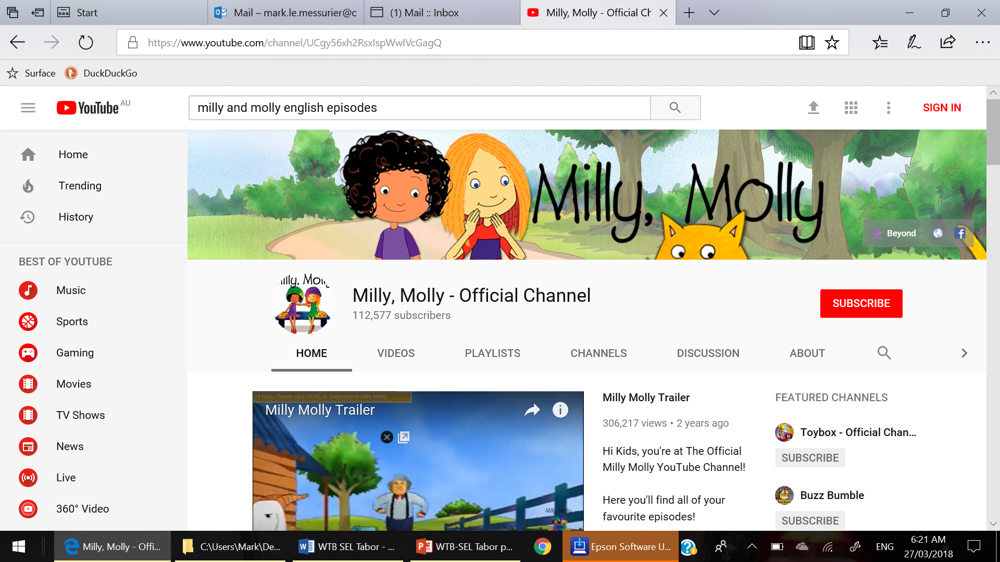 Start
Mail – mark.le.messurier@c
(1) Mail :: Inbox
Milly, Molly - Official Ch
https://www.youtube.com/channel/UCgy56xh2RsxIspWwIVcGagQ
Surface
DuckDuckGo
YouTube AU
milly and molly english episodes
SIGN IN
Home
Trending
History
BEST OF YOUTUBE
Music
Sports
Gaming
Movies
TV Shows
News
Live
360° Video
Milly, Molly
Beyond
Milly, Molly - Official Channel
112,577 subscribers
SUBSCRIBE
HOME
VIDEOS
PLAYLISTS
CHANNELS
DISCUSSION
ABOUT
Hi Kids, Please click HERE to Subscribe to Milly Molly!
Milly Molly Trailer
Milly, Molly
Milly Molly Trailer
306,217 views • 2 years ago
Hi Kids, you're at The Official
Milly Molly YouTube Channel!
Here you'll find all of your
favourite episodes!
FEATURED CHANNELS
Toybox - Official Chan...
SUBSCRIBE
Buzz Bumble
SUBSCRIBE
Milly, Molly - Offi...
C:\Users\Mark\De...
WTB SEL Tabor - ...
WTB-SEL Tabor p...
Epson Software U...
ENG
6:21 AM
27/03/2018